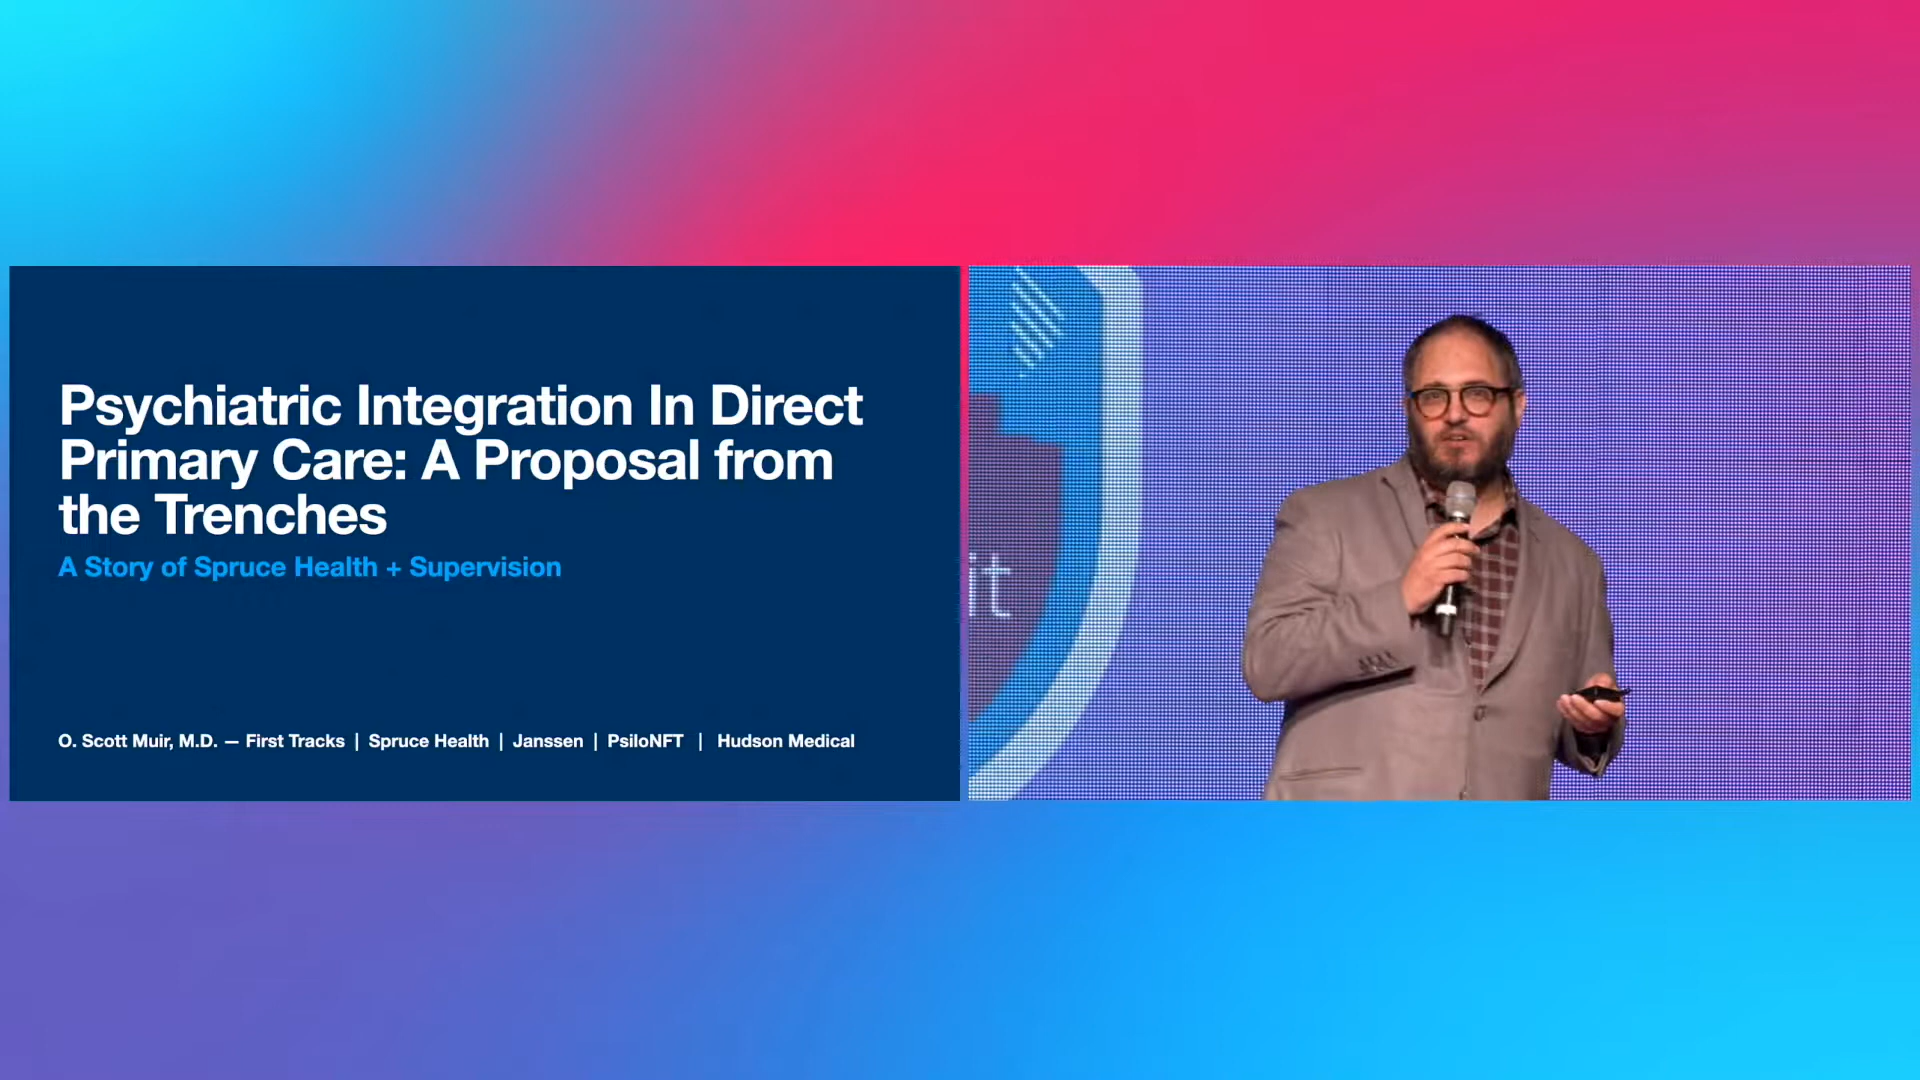 Psychiatric Integration In Direct
Primary Care: A Proposal from
the Trenches
A Story of Spruce Health + Supervision
O. Scott Muir, M.D. — First Tracks | Spruce Health | Janssen | PsiloNFT | Hudson Medical
it